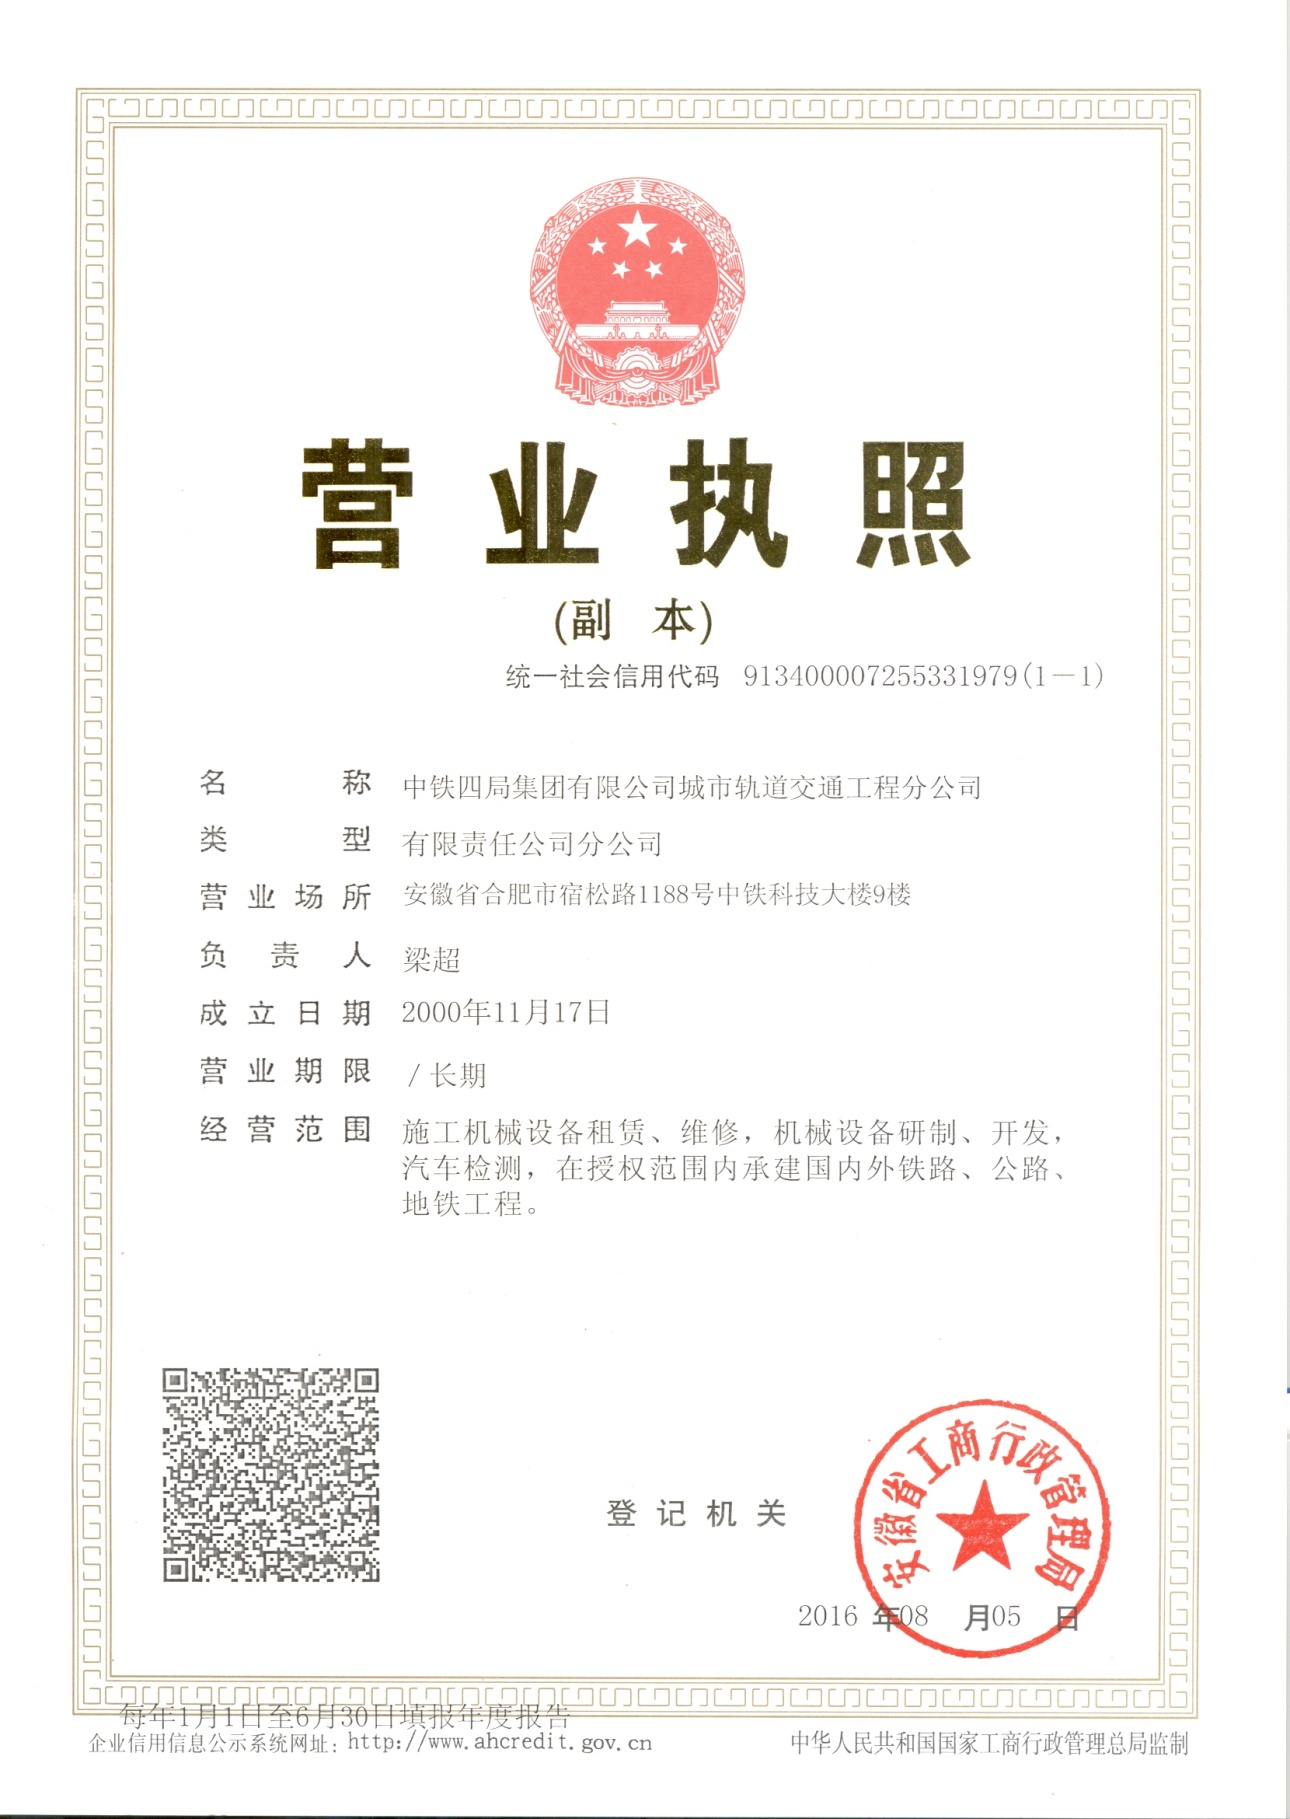 营业执照
(副 本)
统一社会信用代码 913400007255331979(1-1)
名称 中铁四局集团有限公司城市轨道交通工程分公司
类型 有限责任公司分公司
营业场所 安徽省合肥市宿松路1188号中铁科技大楼9楼
负责人 梁超
成立日期 2000年11月17日
营业期限 /长期
经营范围 施工机械设备租赁、维修，机械设备研制、开发，
汽车检测，在授权范围内承建国内外铁路、公路、
地铁工程。
安徽省工商行政管理局
登记机关
2016 年08 月05 日
每年1月1日至6月30日填报年度报告
企业信用信息公示系统网址: http://www.ahcredit.gov.cn
中华人民共和国国家工商行政管理总局监制